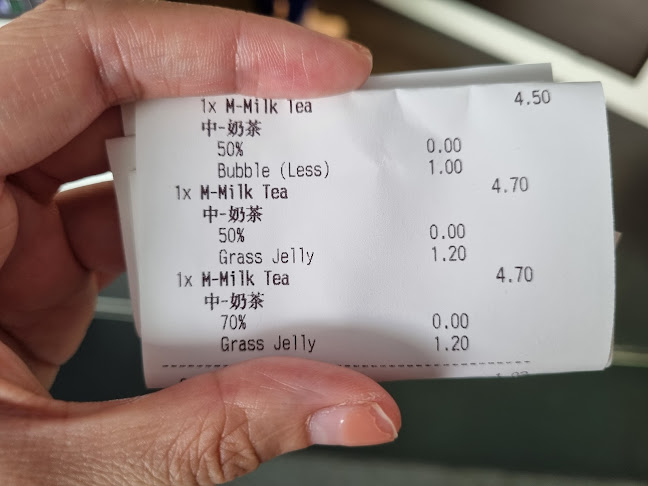 1x M-Milk Tea 4.50
中-奶茶
50% 0.00
Bubble (Less) 1.00
1x M-Milk Tea 4.70
中-奶茶
50% 0.00
Grass Jelly 1.20
1x M-Milk Tea 4.70
中-奶茶
70% 0.00
Grass Jelly 1.20